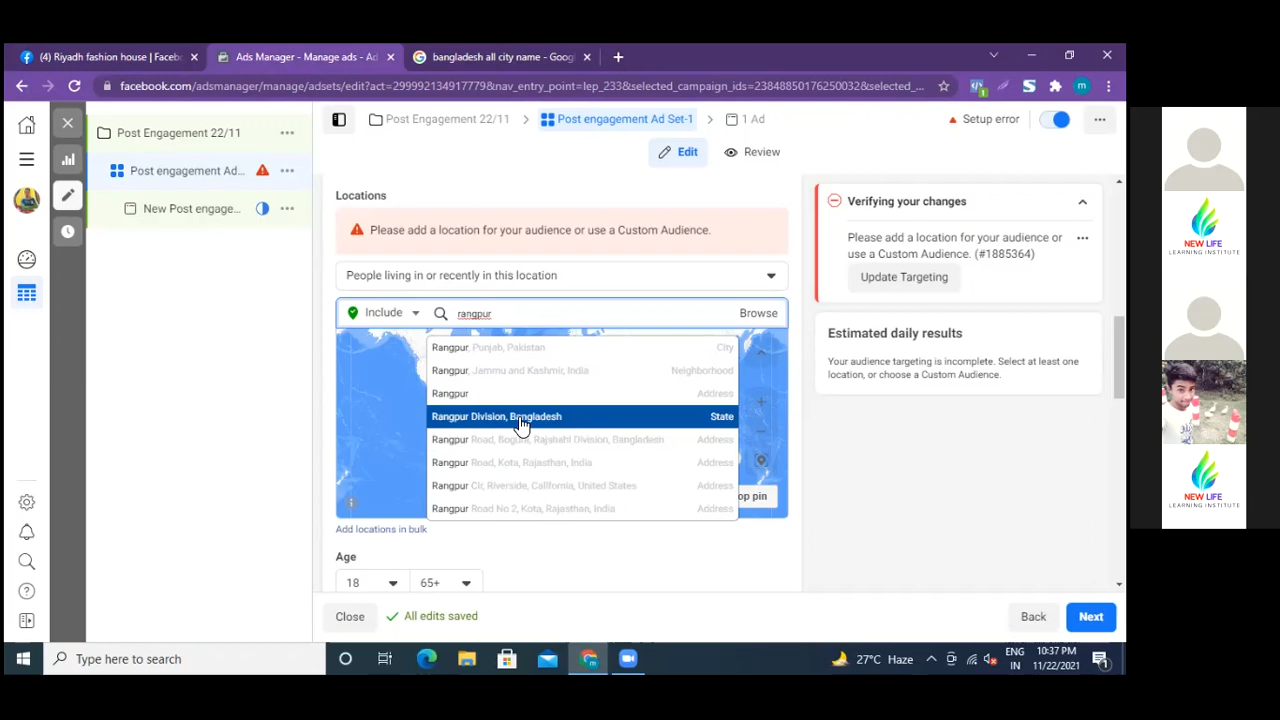 (4) Riyadh fashion house | Faceb
Ads Manager - Manage ads - Ad
bangladesh all city name - Goog
facebook.com/adsmanager/manage/adsets/edit?act=299992134917779&nav_entry_point=lep_233&selected_campaign_ids=23848850176250032&selected_...
Post Engagement 22/11
Post engagement Ad...
New Post engage...
Post Engagement 22/11 > Post engagement Ad Set-1 > 1 Ad
Setup error
Edit
Review
Locations
Please add a location for your audience or use a Custom Audience.
People living in or recently in this location
Include
rangpur
Browse
Rangpur, Punjab, Pakistan City
Rangpur, Jammu and Kashmir, India Neighborhood
Rangpur Address
Rangpur Division, Bangladesh State
Rangpur Road, Rajshahi Division, Bangladesh Address
Rangpur Road, Kota, Rajasthan, India Address
Rangpur Cir, Riverside, California, United States Address
Rangpur Road No 2, Kota, Rajasthan, India Address
op pin
Add locations in bulk
Age
18
65+
Verifying your changes
Please add a location for your audience or
use a Custom Audience. (#1885364)
Update Targeting
Estimated daily results
Your audience targeting is incomplete. Select at least one
location, or choose a Custom Audience.
Close
All edits saved
Back
Next
Type here to search
27°C Haze
ENG
IN
10:37 PM
11/22/2021
NEW LIFE
LEARNING INSTITUTE
NEW LIFE
LEARNING INSTITUTE